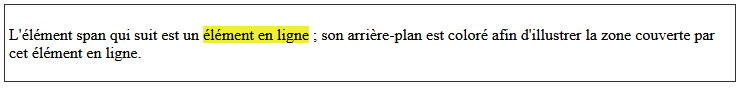 L'élément span qui suit est un élément en ligne ; son arrière-plan est coloré afin d'illustrer la zone couverte par
cet élément en ligne.